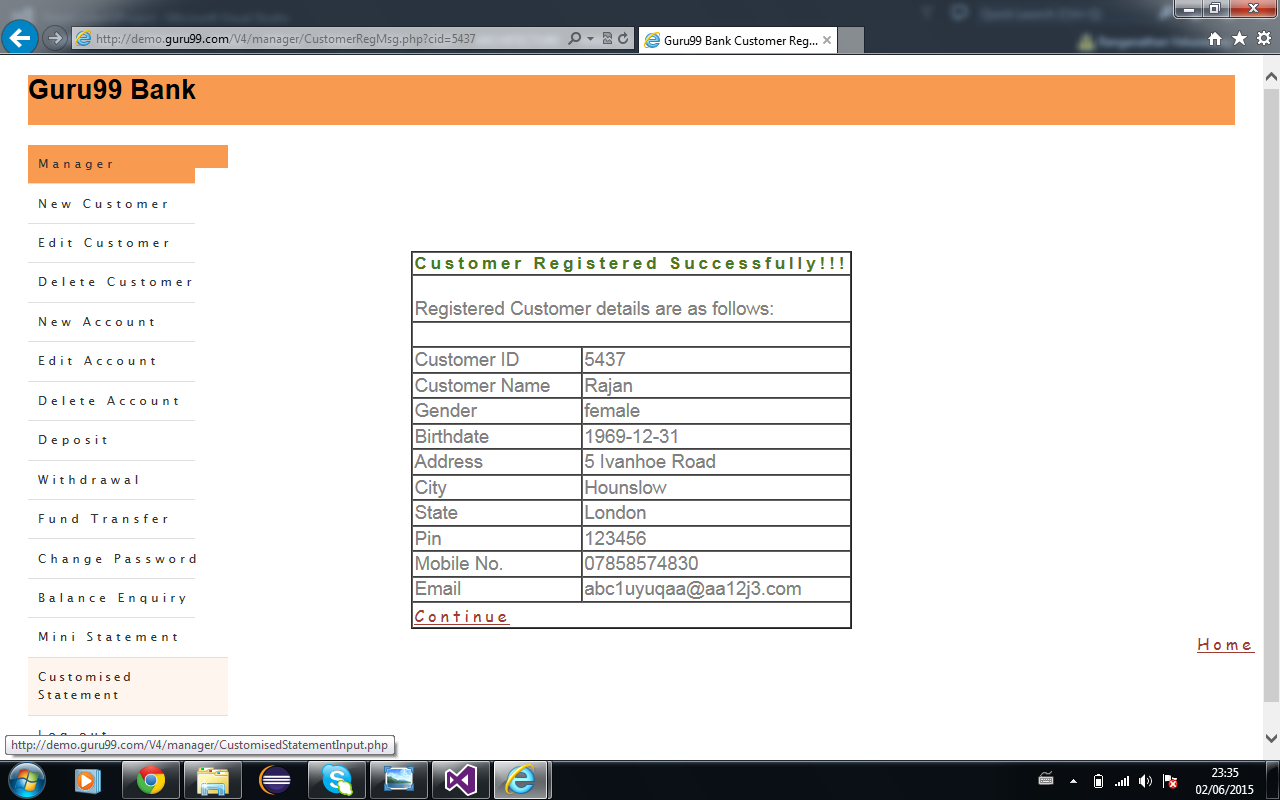 http://demo.guru99.com/V4/manager/CustomerRegMsg.php?cid=5437
Guru99 Bank Customer Reg...
Guru99 Bank
Manager
New Customer
Edit Customer
Delete Customer
New Account
Edit Account
Delete Account
Deposit
Withdrawal
Fund Transfer
Change Password
Balance Enquiry
Mini Statement
Customised
Statement
Log out
Customer Registered Successfully!!!
Registered Customer details are as follows:
Customer ID 5437
Customer Name Rajan
Gender female
Birthdate 1969-12-31
Address 5 Ivanhoe Road
City Hounslow
State London
Pin 123456
Mobile No. 07858574830
Email abc1uyuqaa@aa12j3.com
Continue
Home
http://demo.guru99.com/V4/manager/CustomisedStatementInput.php
23:35
02/06/2015